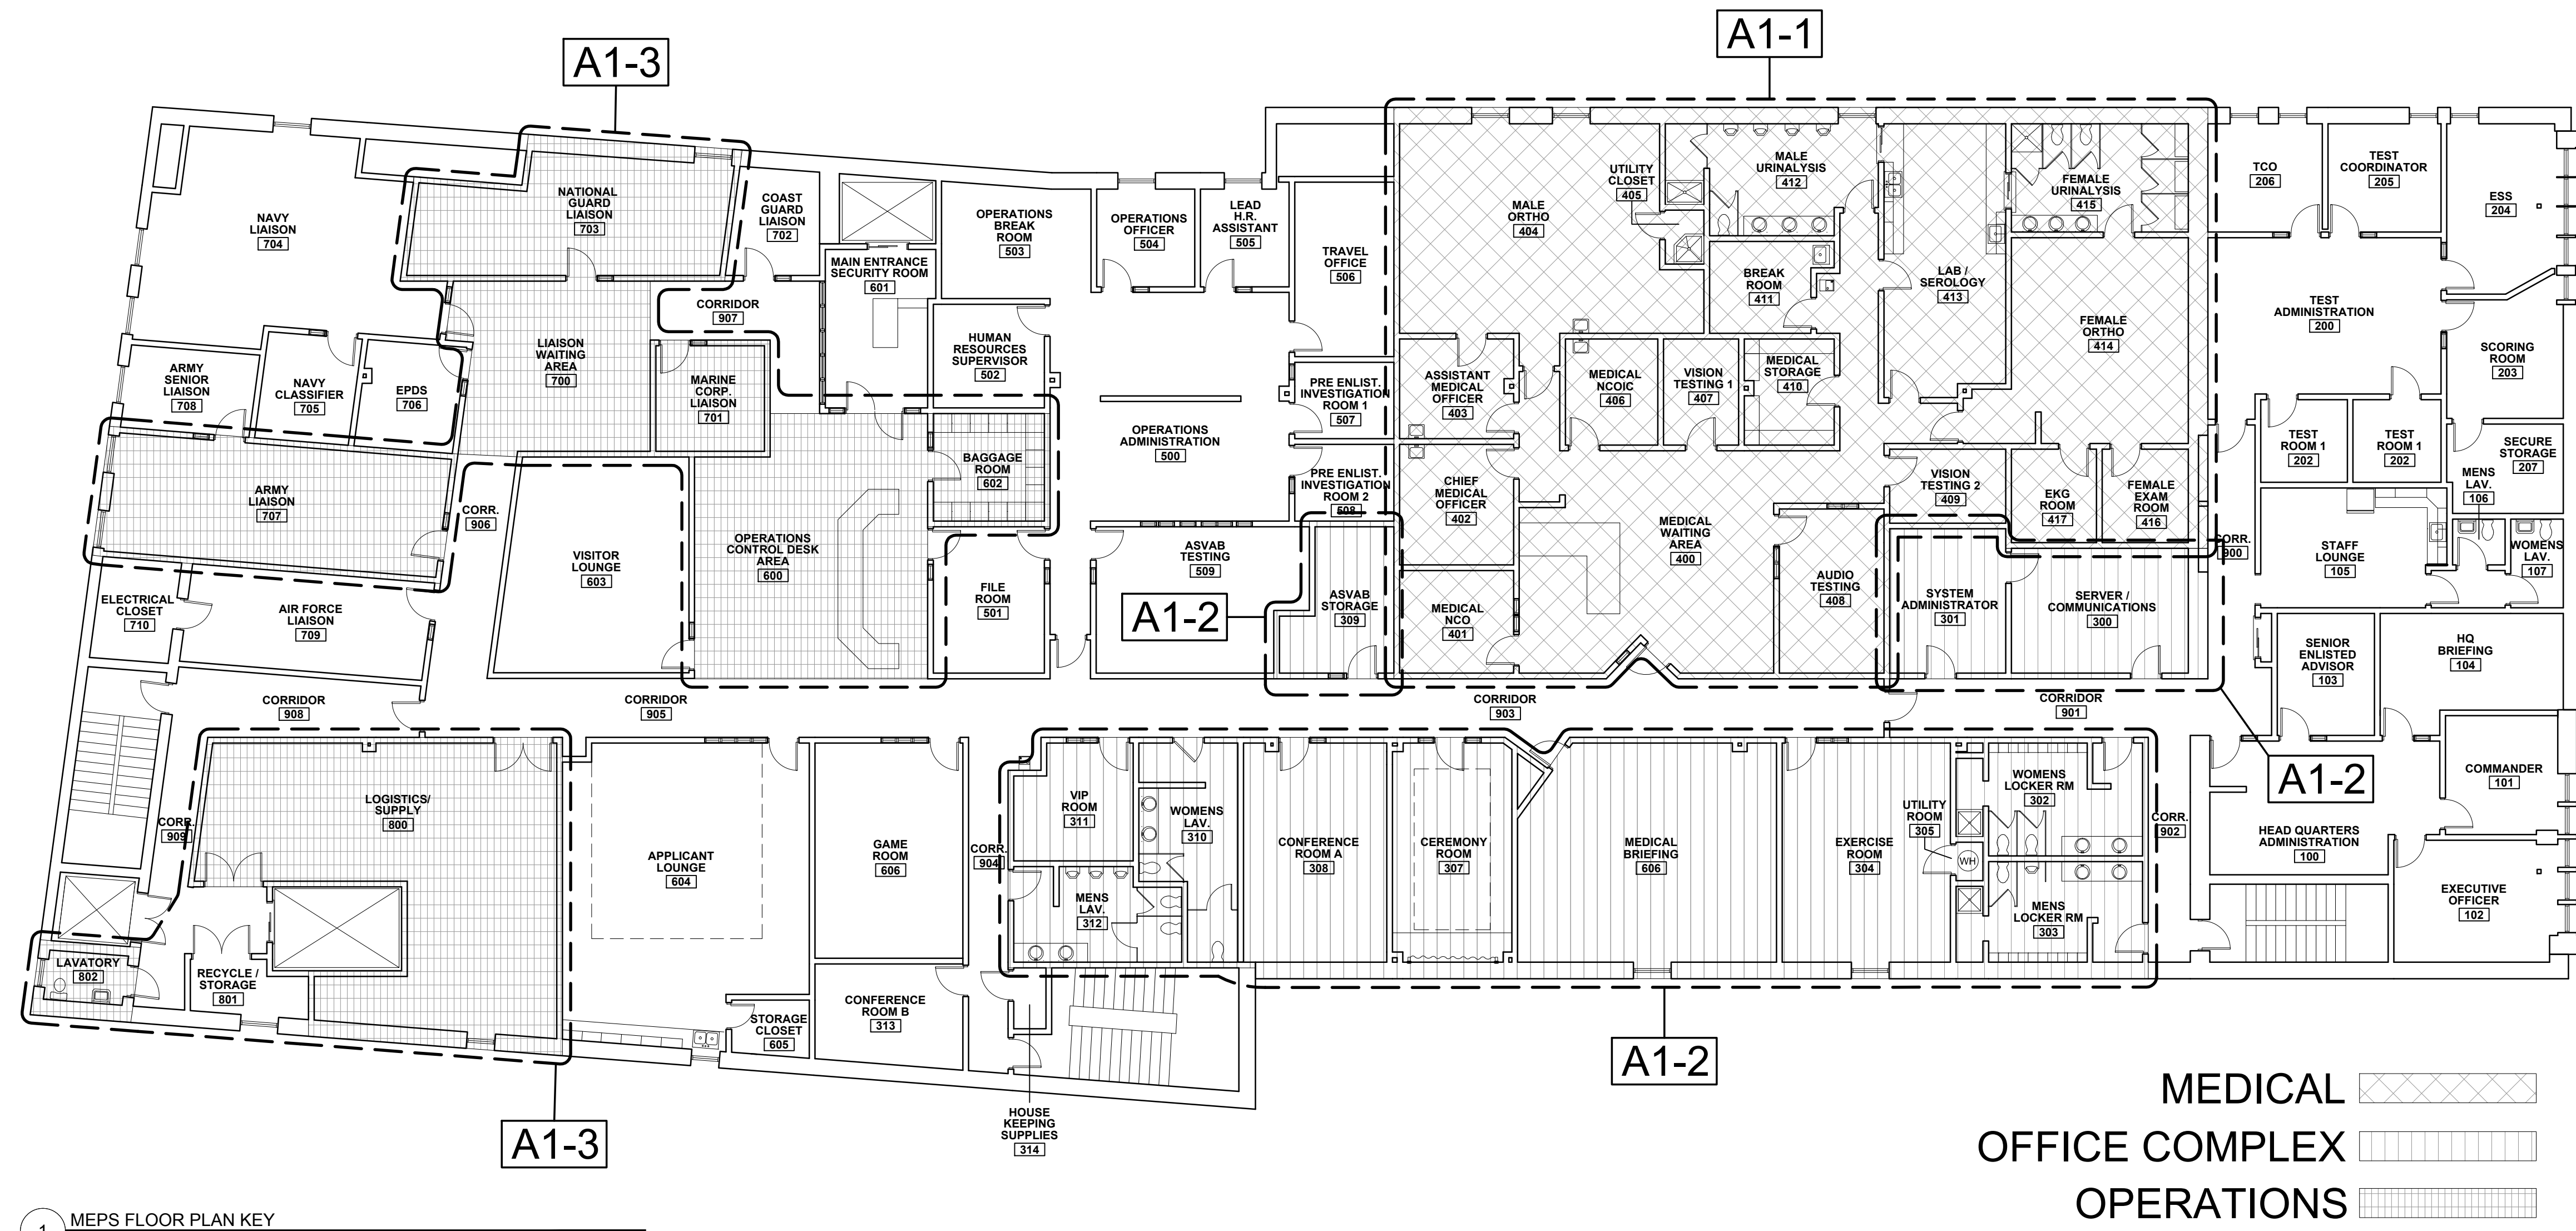 A1-3
A1-1
NAVY
LIAISON
704
NATIONAL
GUARD
LIAISON
703
COAST
GUARD
LIAISON
702
MAIN ENTRANCE
SECURITY ROOM
601
OPERATIONS
BREAK
ROOM
503
OPERATIONS
OFFICER
504
LEAD
H.R.
ASSISTANT
505
TRAVEL
OFFICE
506
MALE
ORTHO
404
UTILITY
CLOSET
405
MALE
URINALYSIS
412
BREAK
ROOM
411
LAB /
SEROLOGY
413
FEMALE
URINALYSIS
415
FEMALE
ORTHO
414
TCO
206
TEST
COORDINATOR
205
ESS
204
TEST
ADMINISTRATION
200
SCORING
ROOM
203
ARMY
SENIOR
LIAISON
708
NAVY
CLASSIFIER
705
EPDS
706
LIAISON
WAITING
AREA
700
CORRIDOR
907
MARINE
CORP.
LIAISON
701
HUMAN
RESOURCES
SUPERVISOR
502
PRE ENLIST.
INVESTIGATION
ROOM 1
507
OPERATIONS
ADMINISTRATION
500
PRE ENLIST.
INVESTIGATION
ROOM 2
508
ASSISTANT
MEDICAL
OFFICER
403
MEDICAL
NCOIC
406
VISION
TESTING 1
407
MEDICAL
STORAGE
410
CHIEF
MEDICAL
OFFICER
402
VISION
TESTING 2
409
EKG
ROOM
417
FEMALE
EXAM
ROOM
416
TEST
ROOM 1
202
TEST
ROOM 1
202
SECURE
STORAGE
207
MENS
LAV.
106
WOMENS
LAV.
107
STAFF
LOUNGE
105
CORR.
900
ARMY
LIAISON
707
CORR.
906
VISITOR
LOUNGE
603
OPERATIONS
CONTROL DESK
AREA
600
BAGGAGE
ROOM
602
FILE
ROOM
501
ASVAB
TESTING
509
A1-2
ASVAB
STORAGE
309
MEDICAL
NCO
401
MEDICAL
WAITING
AREA
400
AUDIO
TESTING
408
SYSTEM
ADMINISTRATOR
301
SERVER /
COMMUNICATIONS
300
SENIOR
ENLISTED
ADVISOR
103
HQ
BRIEFING
104
ELECTRICAL
CLOSET
710
AIR FORCE
LIAISON
709
CORRIDOR
908
CORRIDOR
905
CORRIDOR
903
CORRIDOR
901
CORR.
909
LOGISTICS/
SUPPLY
800
APPLICANT
LOUNGE
604
GAME
ROOM
606
CORR.
904
VIP
ROOM
311
WOMENS
LAV.
310
MENS
LAV.
312
CONFERENCE
ROOM A
308
CEREMONY
ROOM
307
MEDICAL
BRIEFING
606
EXERCISE
ROOM
304
UTILITY
ROOM
305
WH
WOMENS
LOCKER RM
302
MENS
LOCKER RM
303
CORR.
902
A1-2
COMMANDER
101
HEAD QUARTERS
ADMINISTRATION
100
EXECUTIVE
OFFICER
102
LAVATORY
802
RECYCLE /
STORAGE
801
STORAGE
CLOSET
605
CONFERENCE
ROOM B
313
HOUSE
KEEPING
SUPPLIES
314
A1-2
A1-3
MEDICAL
OFFICE COMPLEX
OPERATIONS
1
MEPS FLOOR PLAN KEY